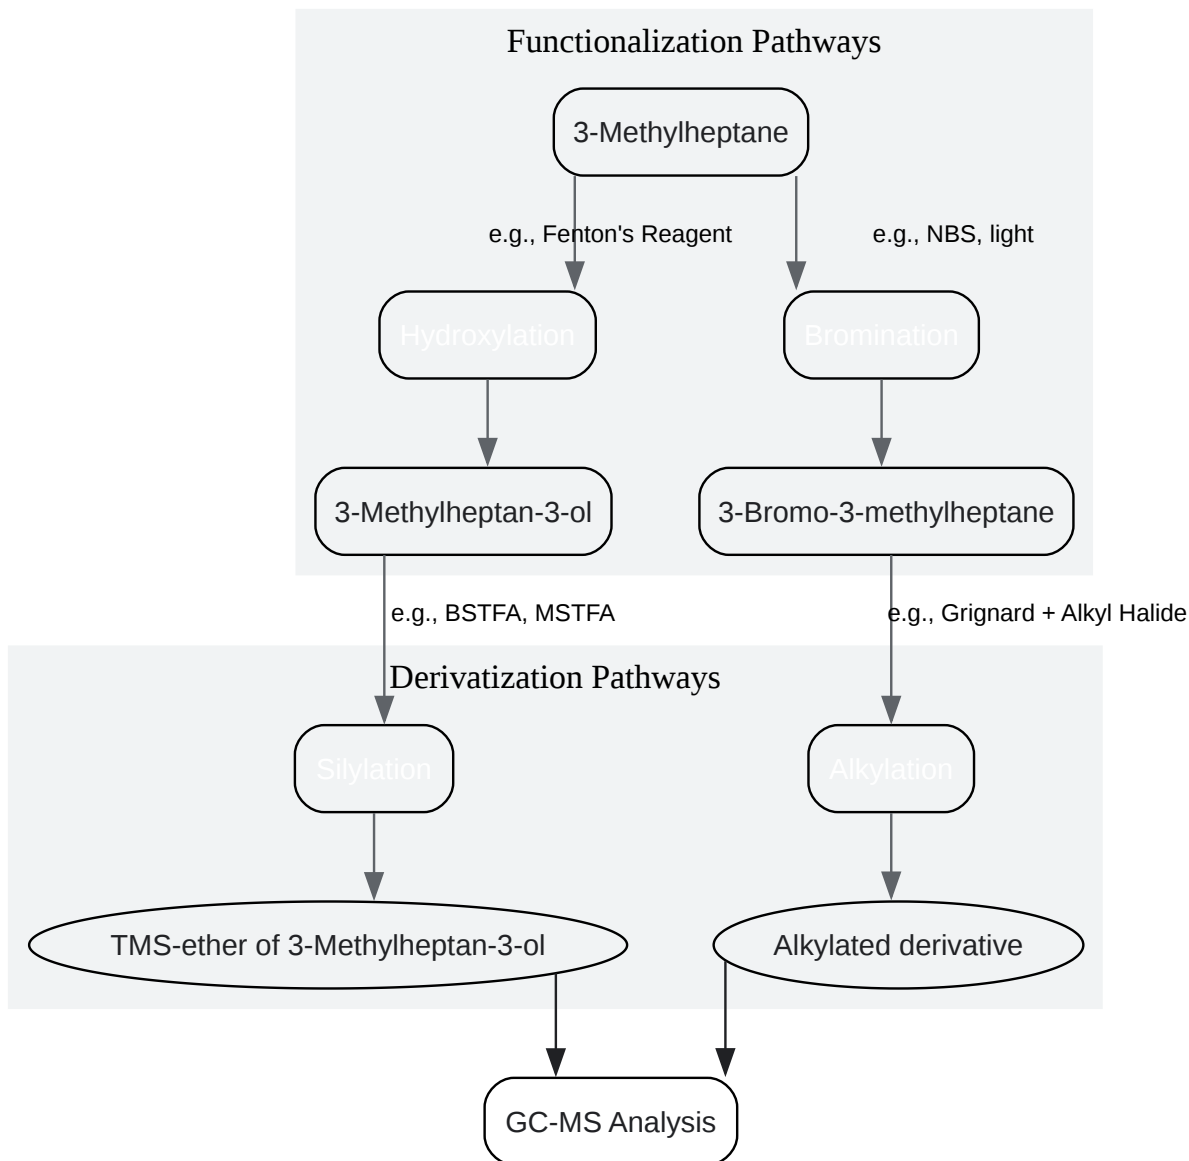 Functionalization Pathways
3-Methylheptane
e.g., Fenton's Reagent
e.g., NBS, light
Hydroxylation
Bromination
3-Methylheptan-3-ol
3-Bromo-3-methylheptane
e.g., BSTFA, MSTFA
e.g., Grignard + Alkyl Halide
Derivatization Pathways
Silylation
Alkylation
TMS-ether of 3-Methylheptan-3-ol
Alkylated derivative
GC-MS Analysis